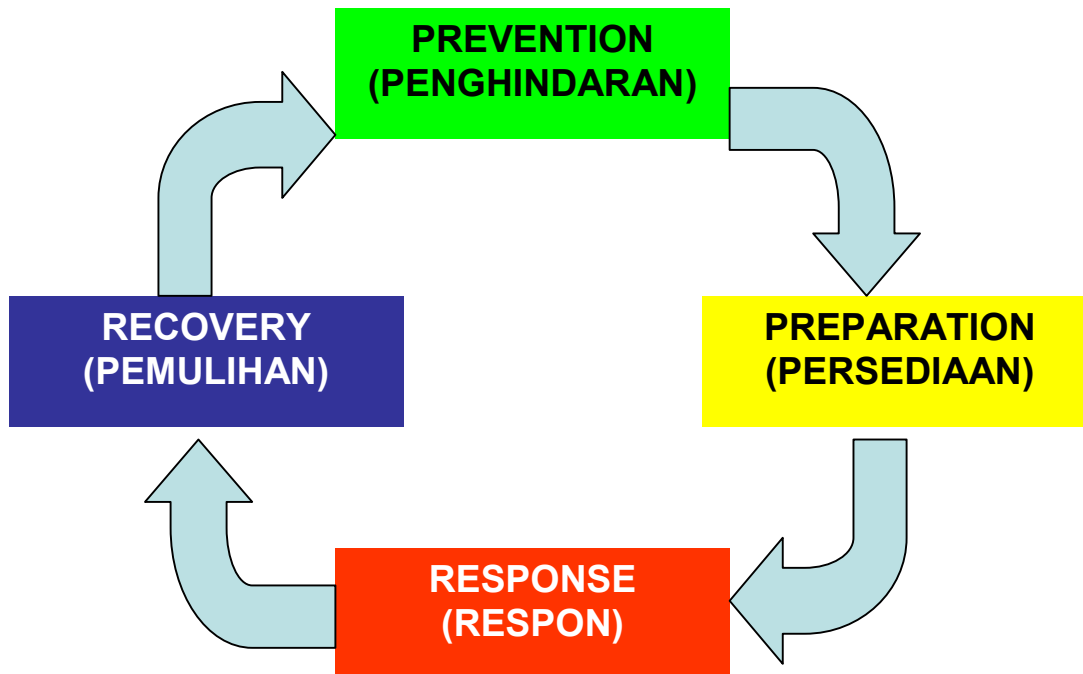 PREVENTION
(PENGHINDARAN)
PREPARATION
(PERSEDIAAN)
RESPONSE
(RESPON)
RECOVERY
(PEMULIHAN)